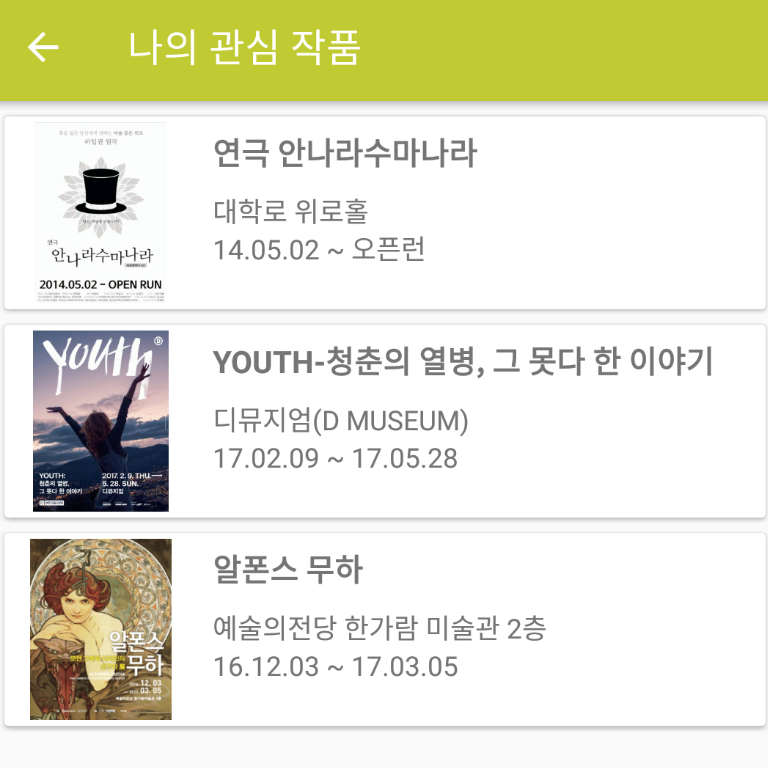 나의 관심 작품
하일권 원작
연극
안나라수마나라
2014.05.02 - OPEN RUN
연극 안나라수마나라
대학로 위로홀
14.05.02 ~ 오픈런
youth
YOUTH:
청춘의 열병,
그 못다 한 이야기
2017. 2. 9. THU.—
5. 28. SUN.
디뮤지엄
YOUTH-청춘의 열병, 그 못다 한 이야기
디뮤지엄(D MUSEUM)
17.02.09 ~ 17.05.28
알폰스
무하
12. 03
03. 05
알폰스 무하
예술의전당 한가람 미술관 2층
16.12.03 ~ 17.03.05